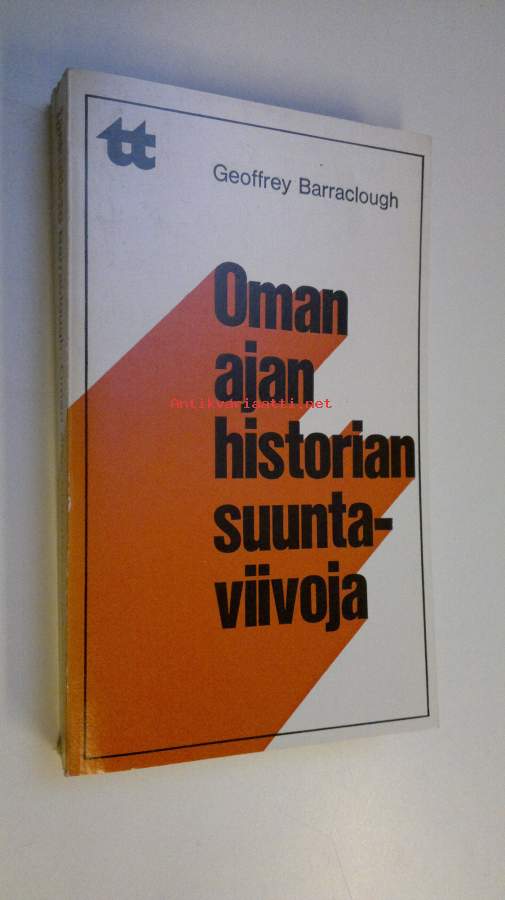 tt
Geoffrey Barraclough
Oman
ajan
Antikvariaatti.net
historian
suunta-
viivoja